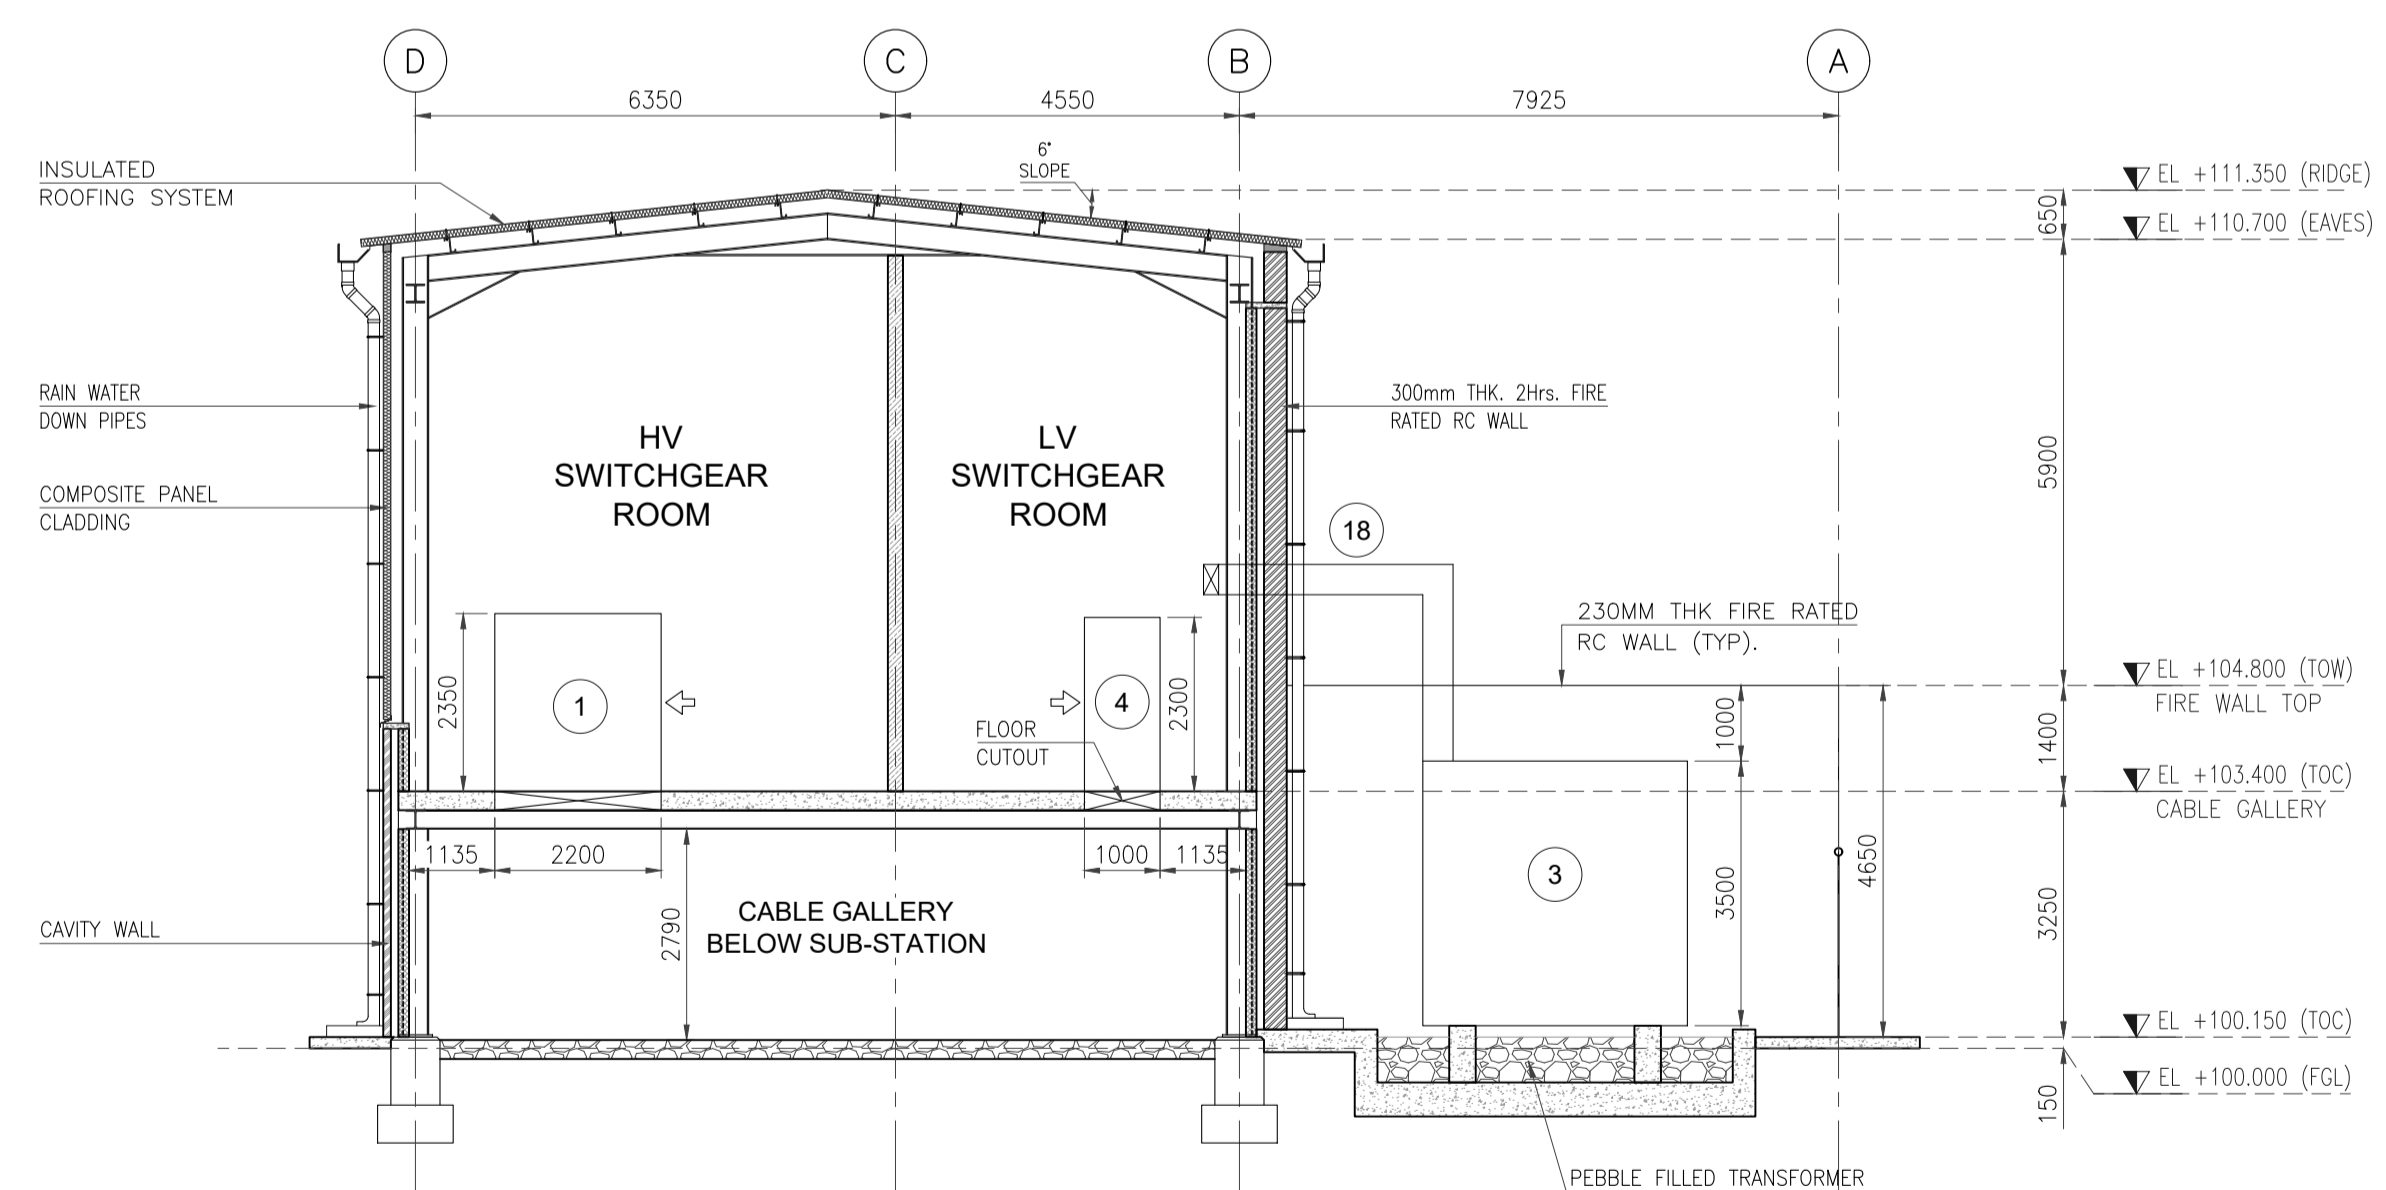 D
C
B
A
6350
4550
7925
6°
SLOPE
INSULATED
ROOFING SYSTEM
EL +111.350 (RIDGE)
650
EL +110.700 (EAVES)
RAIN WATER
DOWN PIPES
300mm THK. 2Hrs. FIRE
RATED RC WALL
HV
SWITCHGEAR
ROOM
LV
SWITCHGEAR
ROOM
5900
COMPOSITE PANEL
CLADDING
18
230MM THK FIRE RATED
RC WALL (TYP).
2350
1
4
2300
FLOOR
CUTOUT
1000
EL +104.800 (TOW)
FIRE WALL TOP
1400
EL +103.400 (TOC)
CABLE GALLERY
1135
2200
1000
1135
3
3500
4650
3250
CAVITY WALL
2790
CABLE GALLERY
BELOW SUB-STATION
EL +100.150 (TOC)
EL +100.000 (FGL)
150
PEBBLE FILLED TRANSFORMER